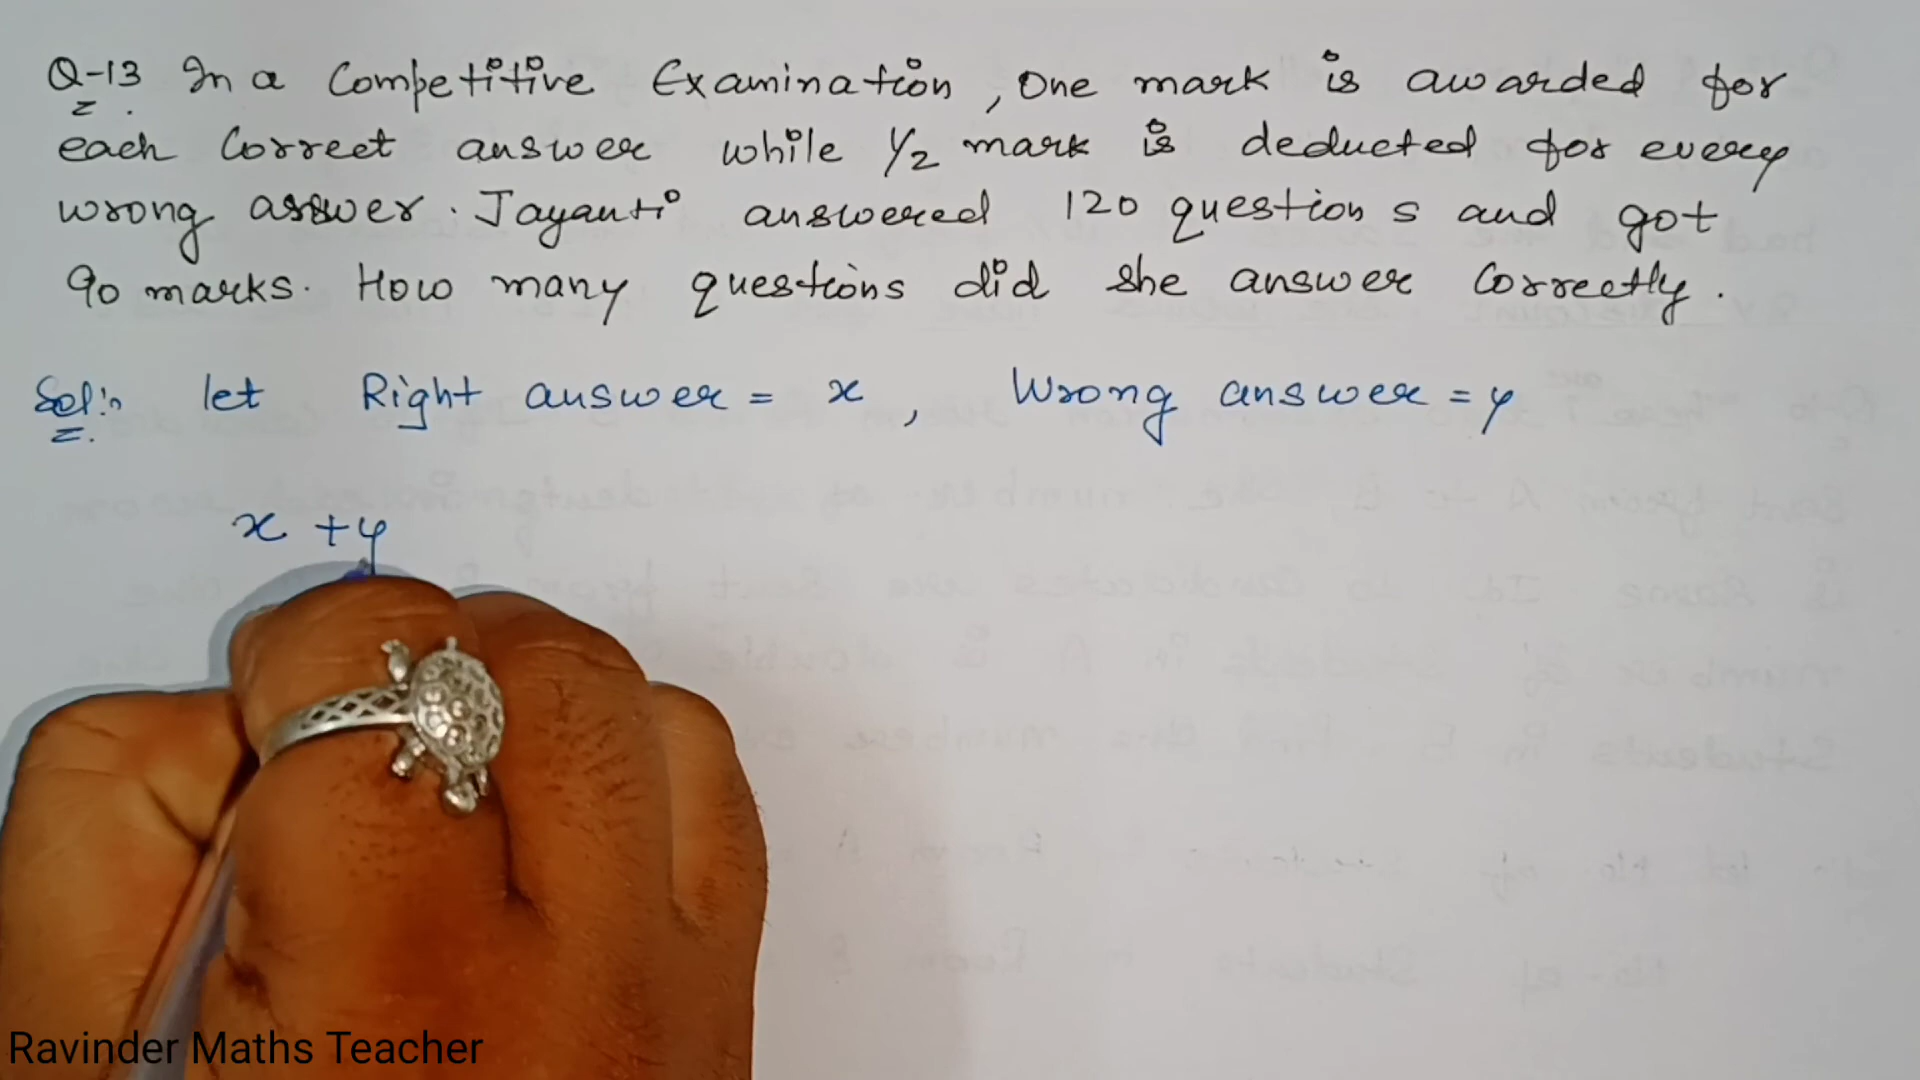 Q-13 In a Competitive Examination, One mark is awarded for
each Correct answer while 1/2 mark is deducted for every
wrong answer. Jayanti answered 120 questions and got
90 marks. How many questions did she answer Correctly.
Sol:n let Right answer = x, Wrong answer = y
x + y
Ravinder Maths Teacher